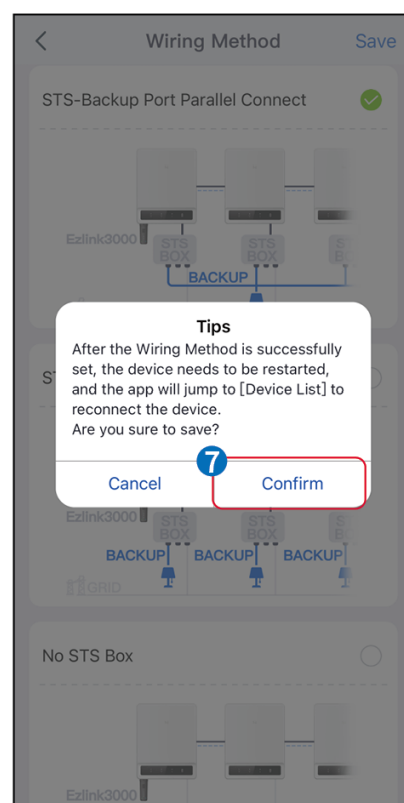 Wiring Method Save
STS-Backup Port Parallel Connect
Ezlink3000
STS STS S
BOX BOX B
BACKUP
Tips
After the Wiring Method is successfully
set, the device needs to be restarted,
and the app will jump to [Device List] to
reconnect the device.
Are you sure to save?
7
Cancel Confirm
Ezlink3000
STS STS S
BOX BOX B
BACKUP BACKUP BACKUP
GRID
No STS Box
Ezlink3000